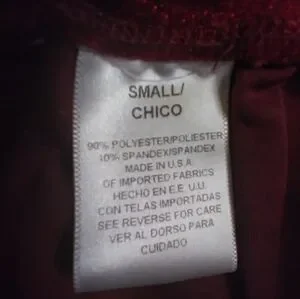 SMALL/
CHICO
90% POLYESTER/POLIESTER
10% SPANDEX/SPANDEX
MADE IN U.S.A.
OF IMPORTED FABRICS
HECHO EN E.E. U.U.
CON TELAS IMPORTADAS
SEE REVERSE FOR CARE
VER AL DORSO PARA
CUIDADO